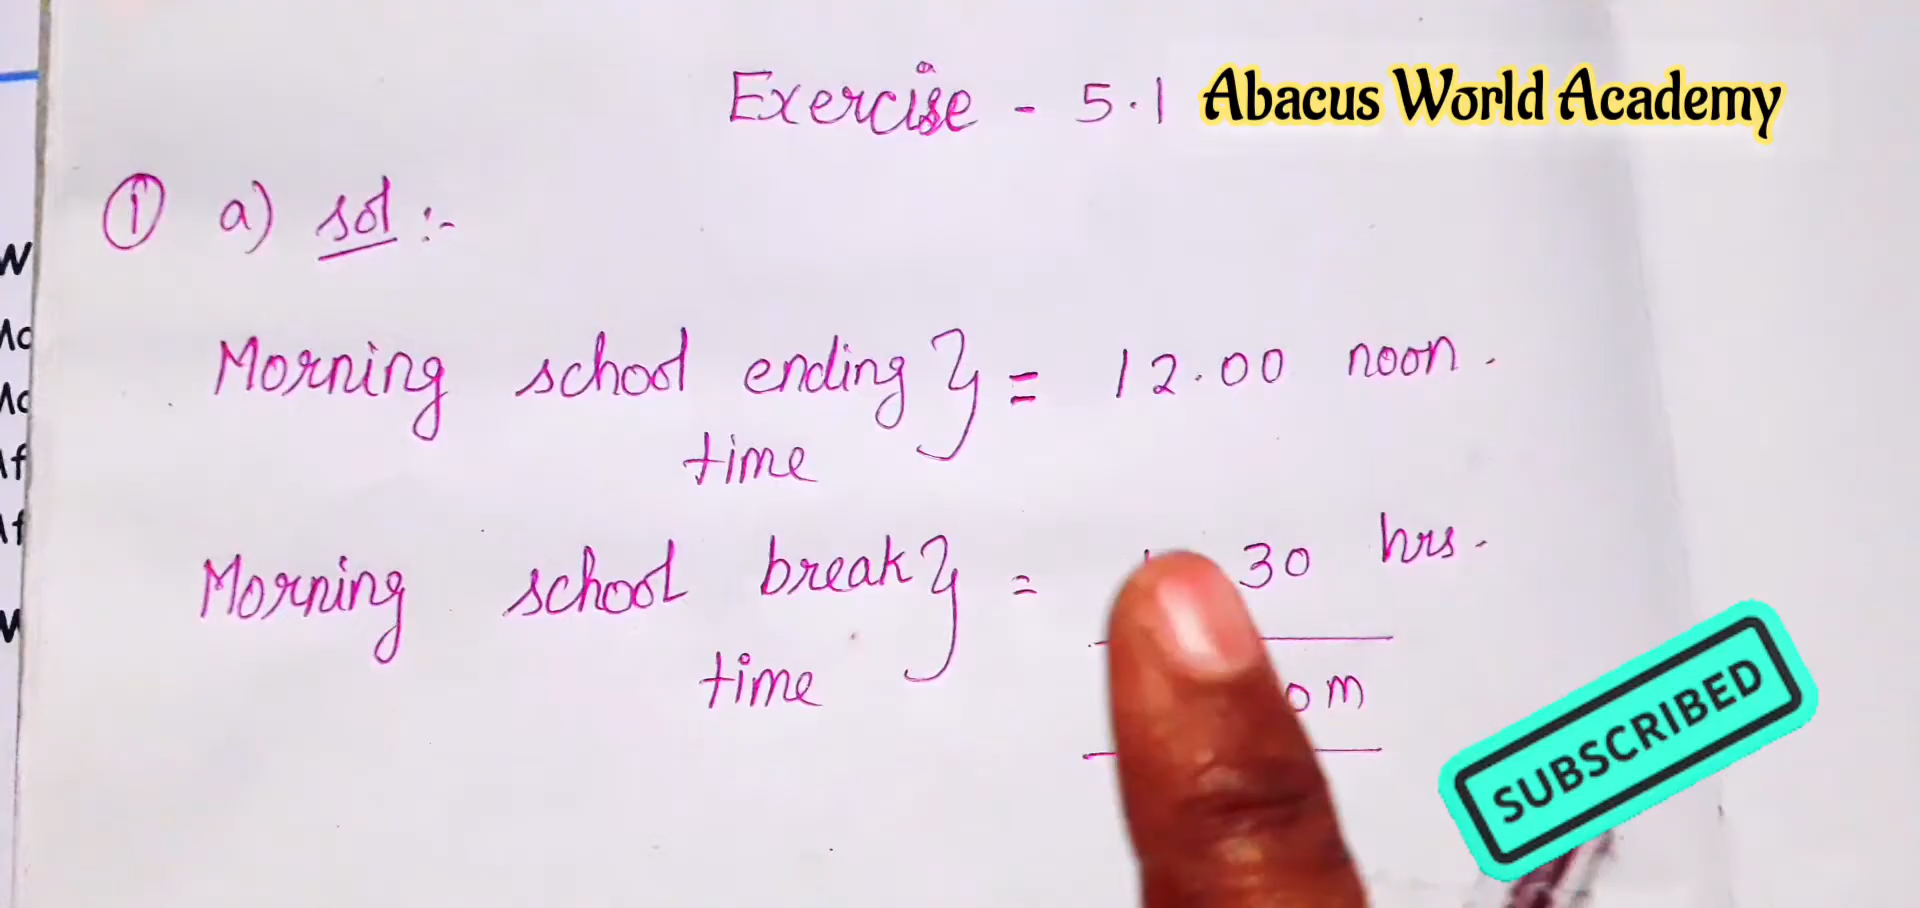 Exercise - 5.1 Abacus World Academy
① a) sol :-
Morning school ending } = 12.00 noon.
time
Morning school break } = 30 hrs.
time
0 m
SUBSCRIBED